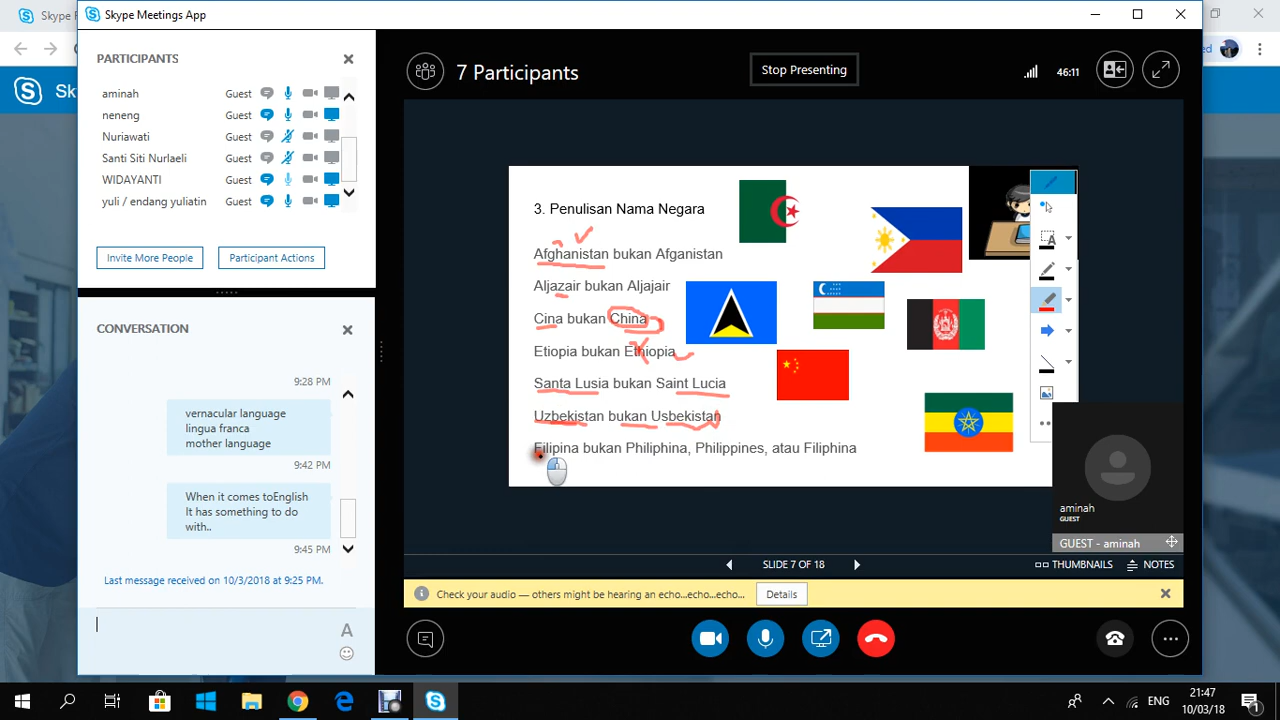 Sky
Skype Meetings App
ed
Sk
PARTICIPANTS
aminah Guest
neneng Guest
Nuriawati Guest
Santi Siti Nurlaeli Guest
WIDAYANTI Guest
yuli / endang yuliatin Guest
Invite More People
Participant Actions
CONVERSATION
9:28 PM
vernacular language
lingua franca
mother language
9:42 PM
When it comes toEnglish
It has something to do
with..
9:45 PM
Last message received on 10/3/2018 at 9:25 PM.
A
7 Participants
Stop Presenting
46:11
3. Penulisan Nama Negara
Afghanistan bukan Afganistan
Aljazair bukan Aljajair
Cina bukan China
Etiopia bukan Ethiopia
Santa Lusia bukan Saint Lucia
Uzbekistan bukan Usbekistan
Filipina bukan Philiphina, Philippines, atau Filiphina
A
aminah
GUEST
GUEST - aminah
SLIDE 7 OF 18
THUMBNAILS
NOTES
Check your audio — others might be hearing an echo...echo...echo...
Details
ENG
21:47
10/03/18
1